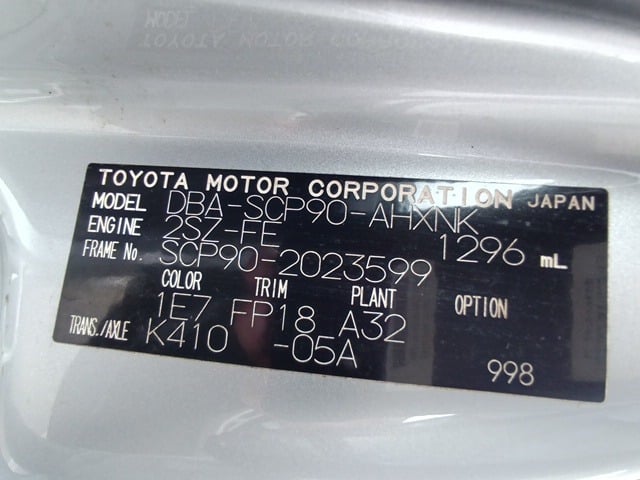 TOYOTA MOTOR CORPORATION JAPAN
MODEL DBA-SCP90-AHXNK
ENGINE 2SZ-FE 1296 mL
FRAME No. SCP90-2023599
COLOR TRIM PLANT OPTION
1E7 FP18 A32
TRANS./AXLE K410 -05A
998